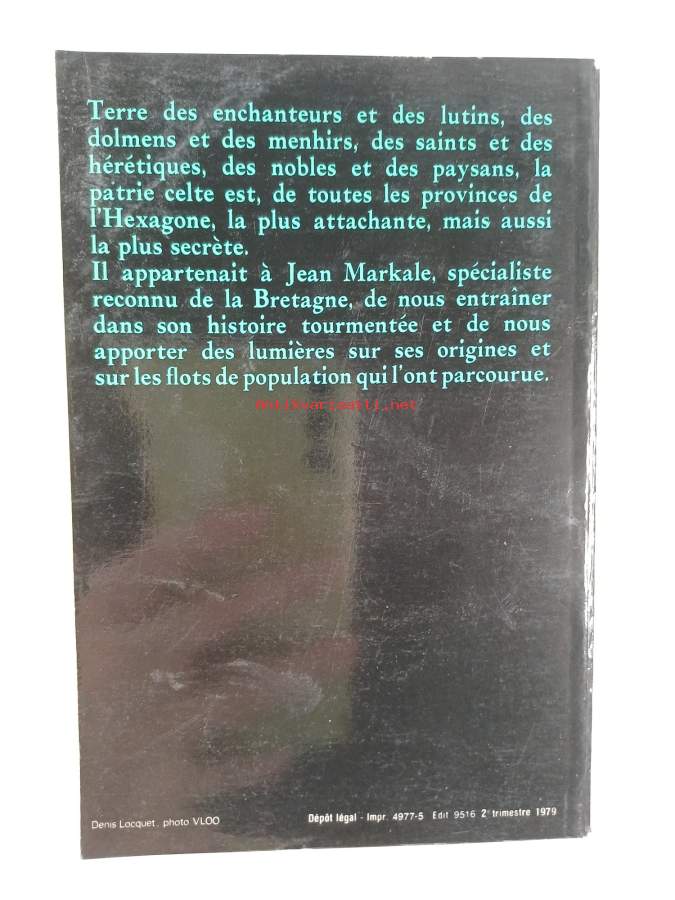 Terre des enchanteurs et des lutins, des
dolmens et des menhirs, des saints et des
hérétiques, des nobles et des paysans, la
patrie celte est, de toutes les provinces de
l'Hexagone, la plus attachante, mais aussi
la plus secrète.
Il appartenait à Jean Markale, spécialiste
reconnu de la Bretagne, de nous entraîner
dans son histoire tourmentée et de nous
apporter des lumières sur ses origines et
sur les flots de population qui l'ont parcourue.
Antikvariaatti.net
Denis Locquet, photo VLOO
Dépôt légal - Impr. 4977-5 Edit 9516 2e trimestre 1979